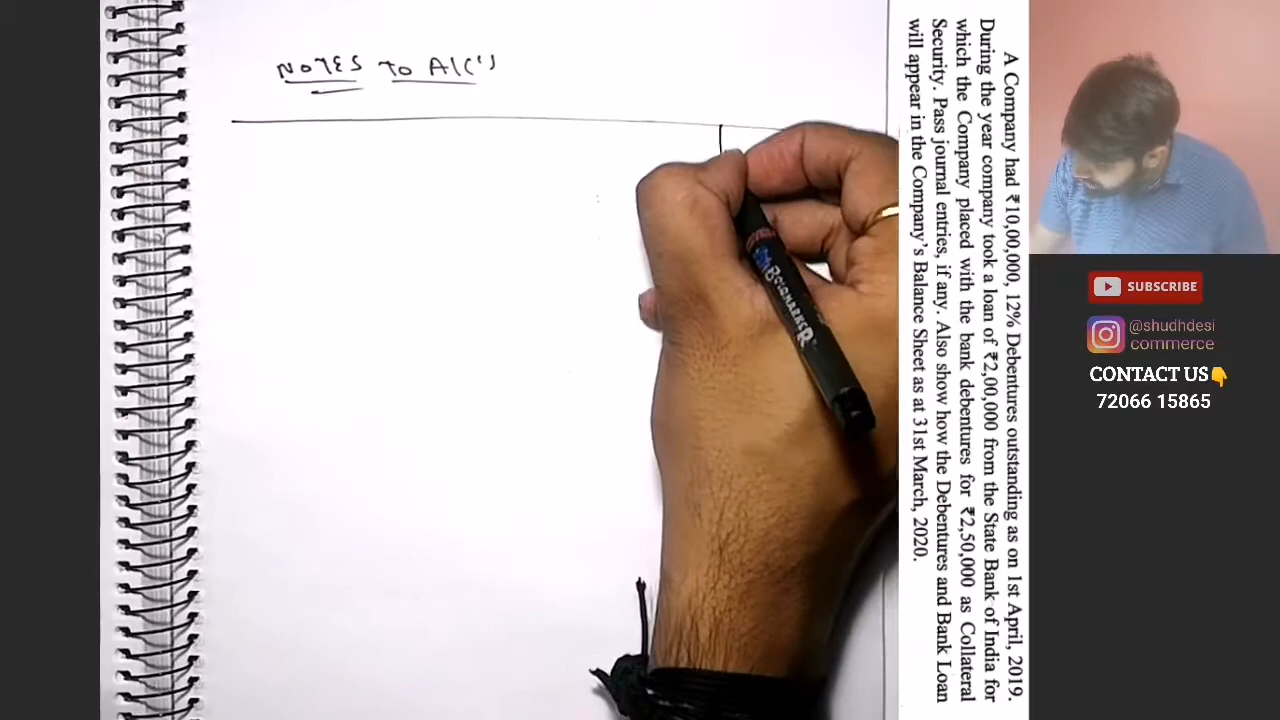 NOTES TO A/C'S
A Company had ₹10,00,000, 12% Debentures outstanding as on 1st April, 2019.
During the year company took a loan of ₹2,00,000 from the State Bank of India for
which the Company placed with the bank debentures for ₹2,50,000 as Collateral
Security. Pass journal entries, if any. Also show how the Debentures and Bank Loan
will appear in the Company's Balance Sheet as at 31st March, 2020.
SUBSCRIBE
@shudhdesi
commerce
CONTACT US👇
72066 15865
BOLDMARKER